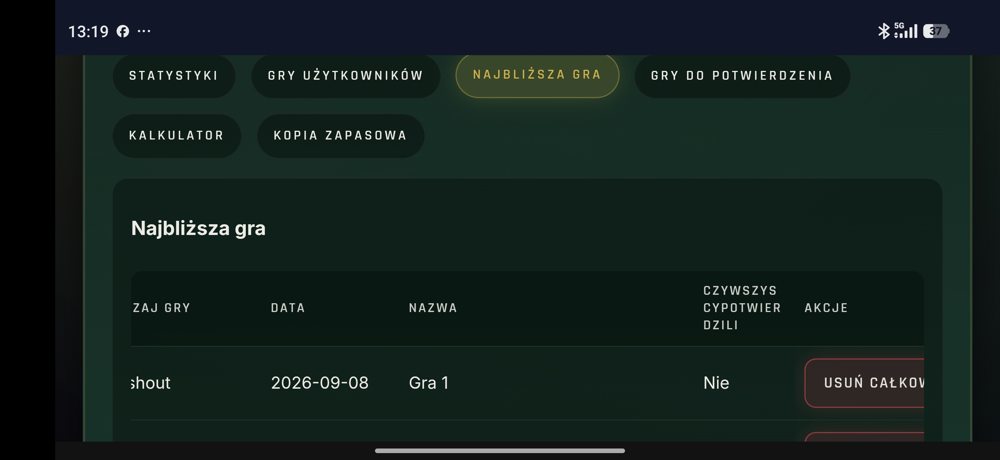 13:19
5G
37
STATYSTYKI
GRY UŻYTKOWNIKÓW
NAJBLIŻSZA GRA
GRY DO POTWIERDZENIA
KALKULATOR
KOPIA ZAPASOWA
Najbliższa gra
ZAJ GRY
DATA
NAZWA
CZYWSZYS
CYPOTWIER
DZILI
AKCJE
shout
2026-09-08
Gra 1
Nie
USUŃ CAŁKOW